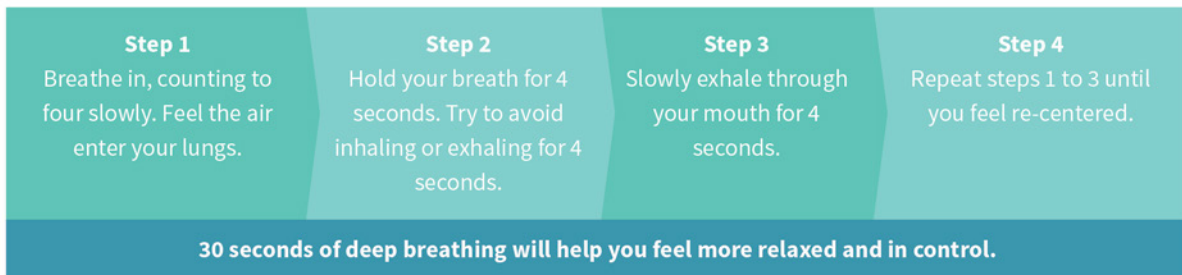 Step 1
Breathe in, counting to
four slowly. Feel the air
enter your lungs.
Step 2
Hold your breath for 4
seconds. Try to avoid
inhaling or exhaling for 4
seconds.
Step 3
Slowly exhale through
your mouth for 4
seconds.
Step 4
Repeat steps 1 to 3 until
you feel re-centered.
30 seconds of deep breathing will help you feel more relaxed and in control.